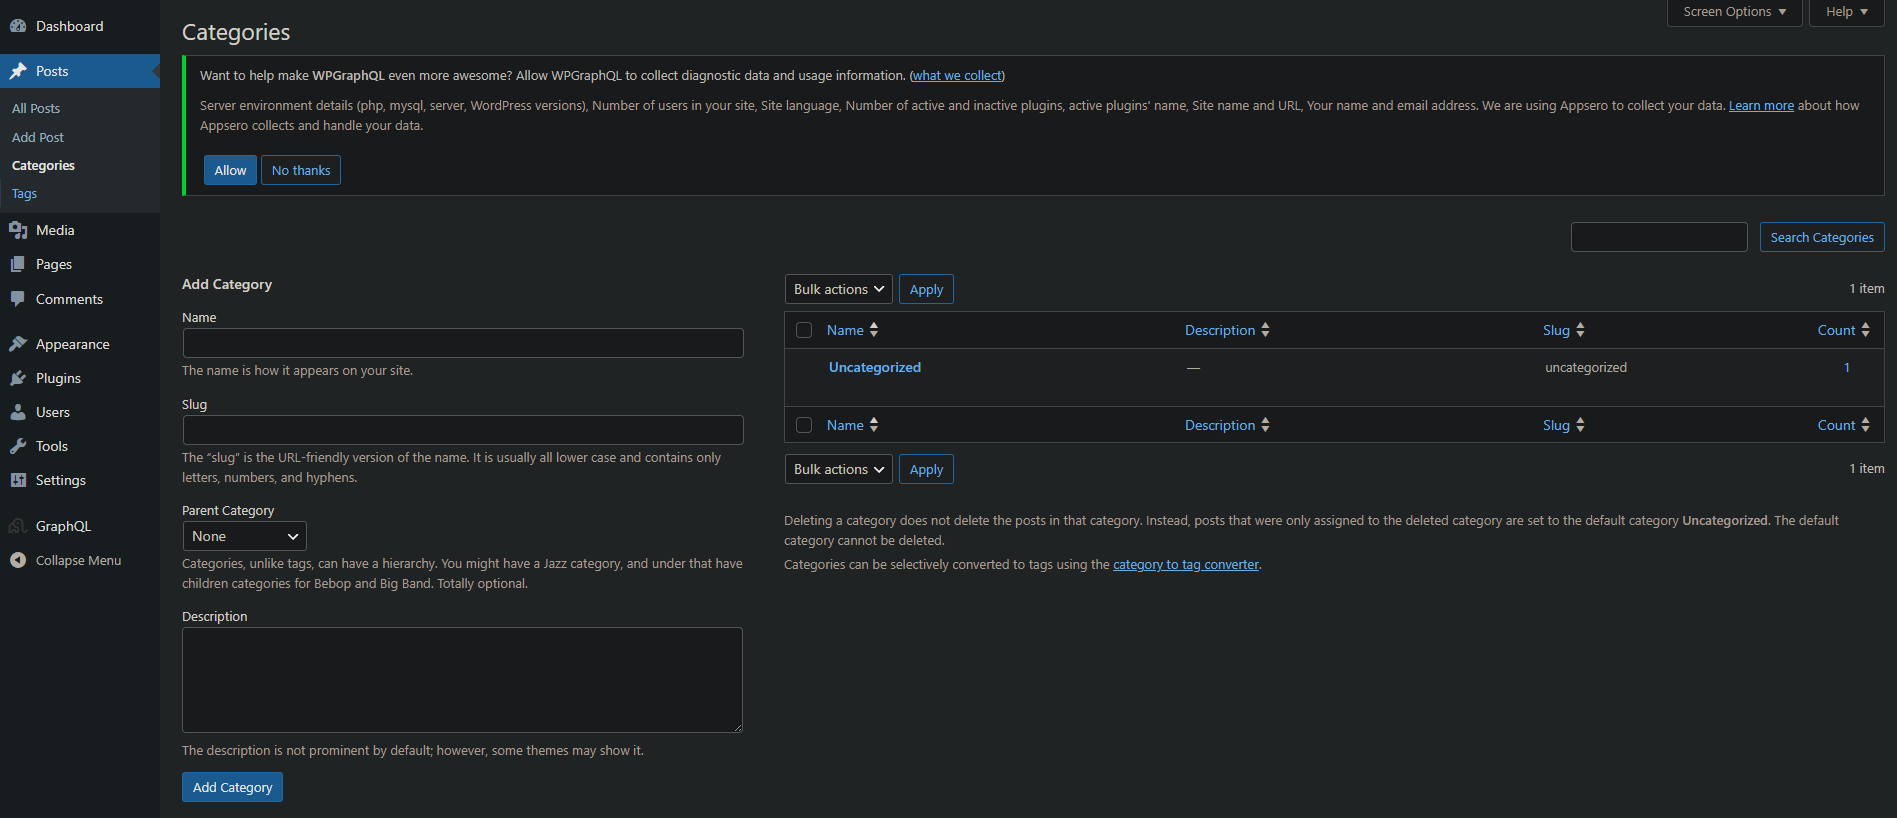 Dashboard
Posts
All Posts
Add Post
Categories
Tags
Media
Pages
Comments
Appearance
Plugins
Users
Tools
Settings
GraphQL
Collapse Menu
Screen Options
Help
Categories
Want to help make WPGraphQL even more awesome? Allow WPGraphQL to collect diagnostic data and usage information. (what we collect)
Server environment details (php, mysql, server, WordPress versions), Number of users in your site, Site language, Number of active and inactive plugins, active plugins' name, Site name and URL, Your name and email address. We are using Appsero to collect your data. Learn more about how
Appsero collects and handle your data.
Allow
No thanks
Search Categories
Add Category
Name
The name is how it appears on your site.
Slug
The “slug” is the URL-friendly version of the name. It is usually all lower case and contains only
letters, numbers, and hyphens.
Parent Category
None
Categories, unlike tags, can have a hierarchy. You might have a Jazz category, and under that have
children categories for Bebop and Big Band. Totally optional.
Description
The description is not prominent by default; however, some themes may show it.
Add Category
Bulk actions
Apply
1 item
Name
Description
Slug
Count
Uncategorized
—
uncategorized
1
Name
Description
Slug
Count
Bulk actions
Apply
1 item
Deleting a category does not delete the posts in that category. Instead, posts that were only assigned to the deleted category are set to the default category Uncategorized. The default
category cannot be deleted.
Categories can be selectively converted to tags using the category to tag converter.